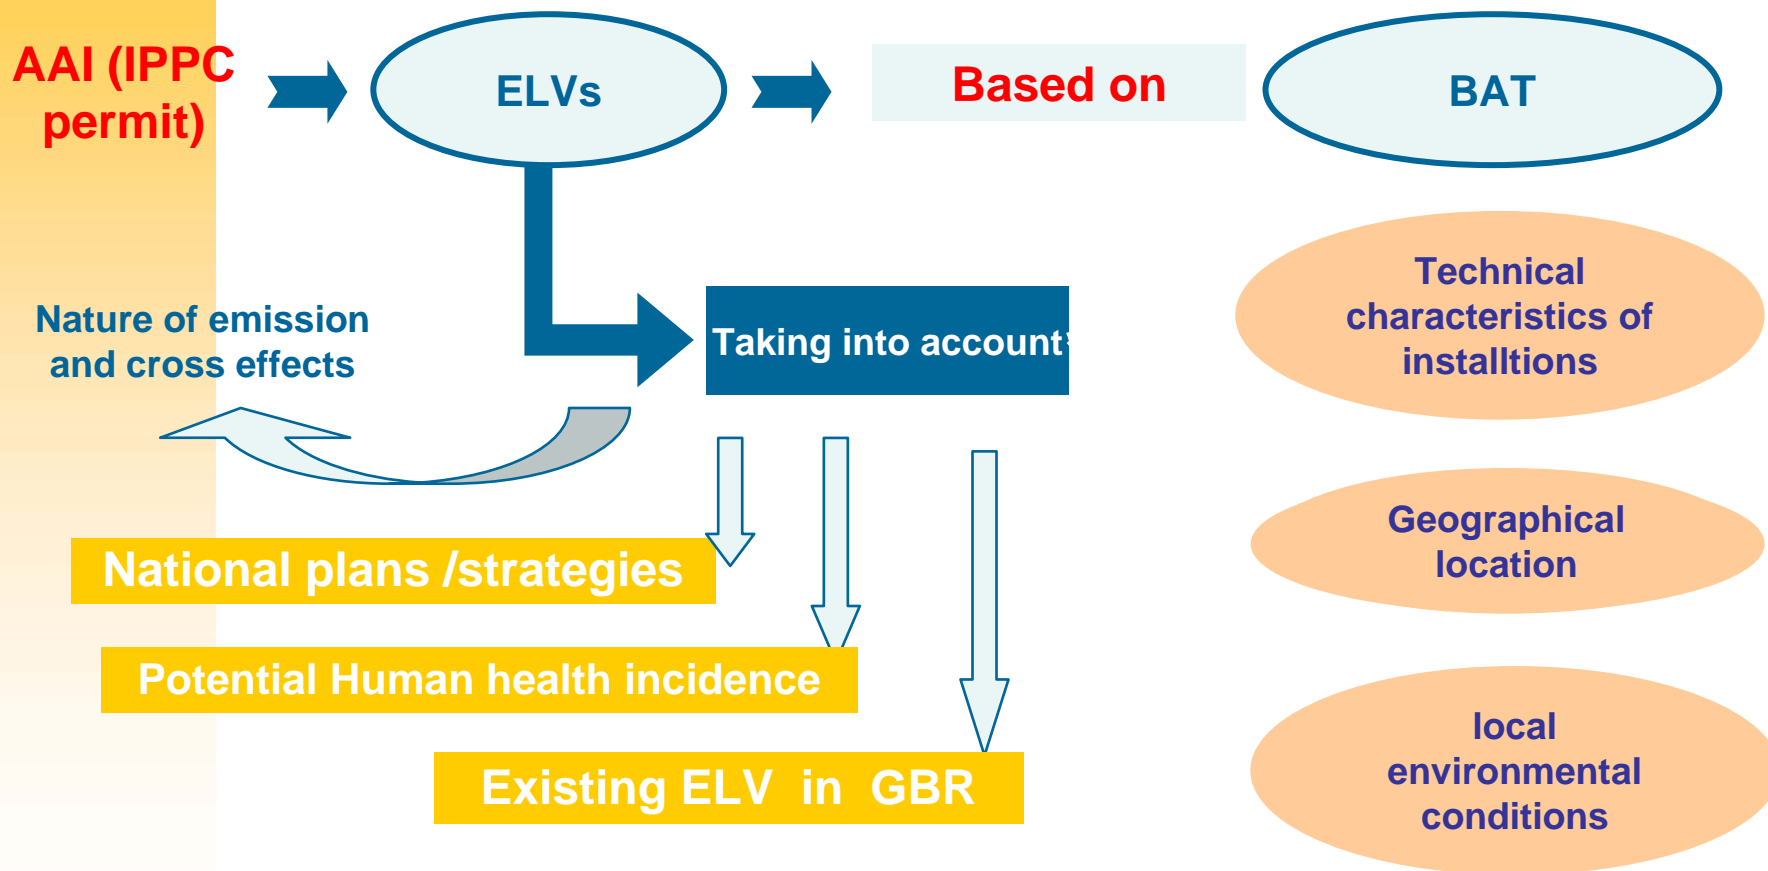 AAI (IPPC
permit)
ELVs
Based on
BAT
Technical
characteristics of
installtions
Nature of emission
and cross effects
Taking into account
Geographical
location
National plans /strategies
Potential Human health incidence
Existing ELV in GBR
local
environmental
conditions